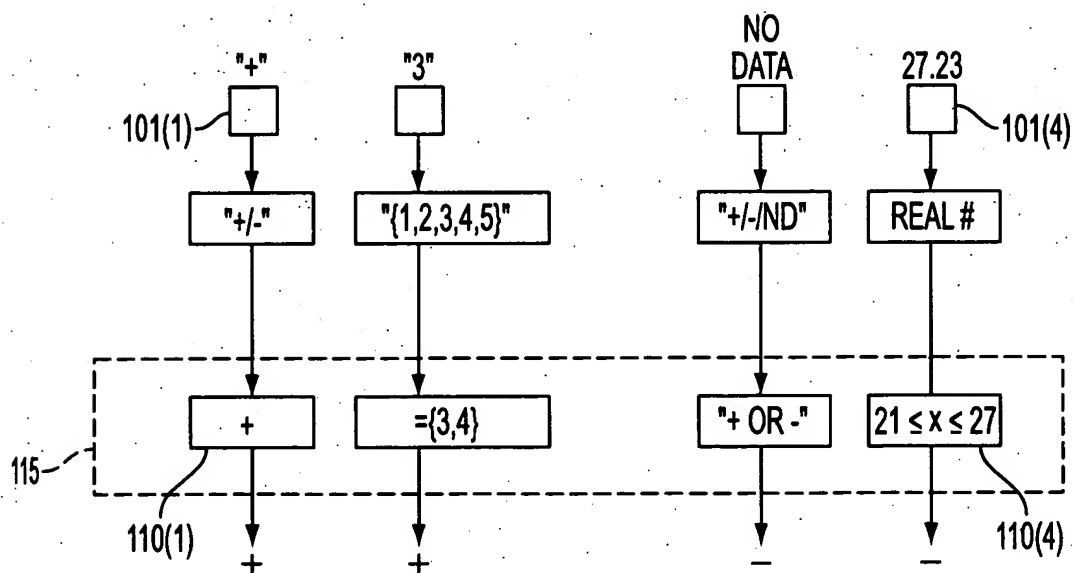 NO
"+" "3" DATA 27.23
101(1) 101(4)
"+/-" "{1,2,3,4,5}" "+/-/ND" REAL #
+ ={3,4} "+ OR -" 21 ≤ x ≤ 27
115
110(1) 110(4)
+ + − −